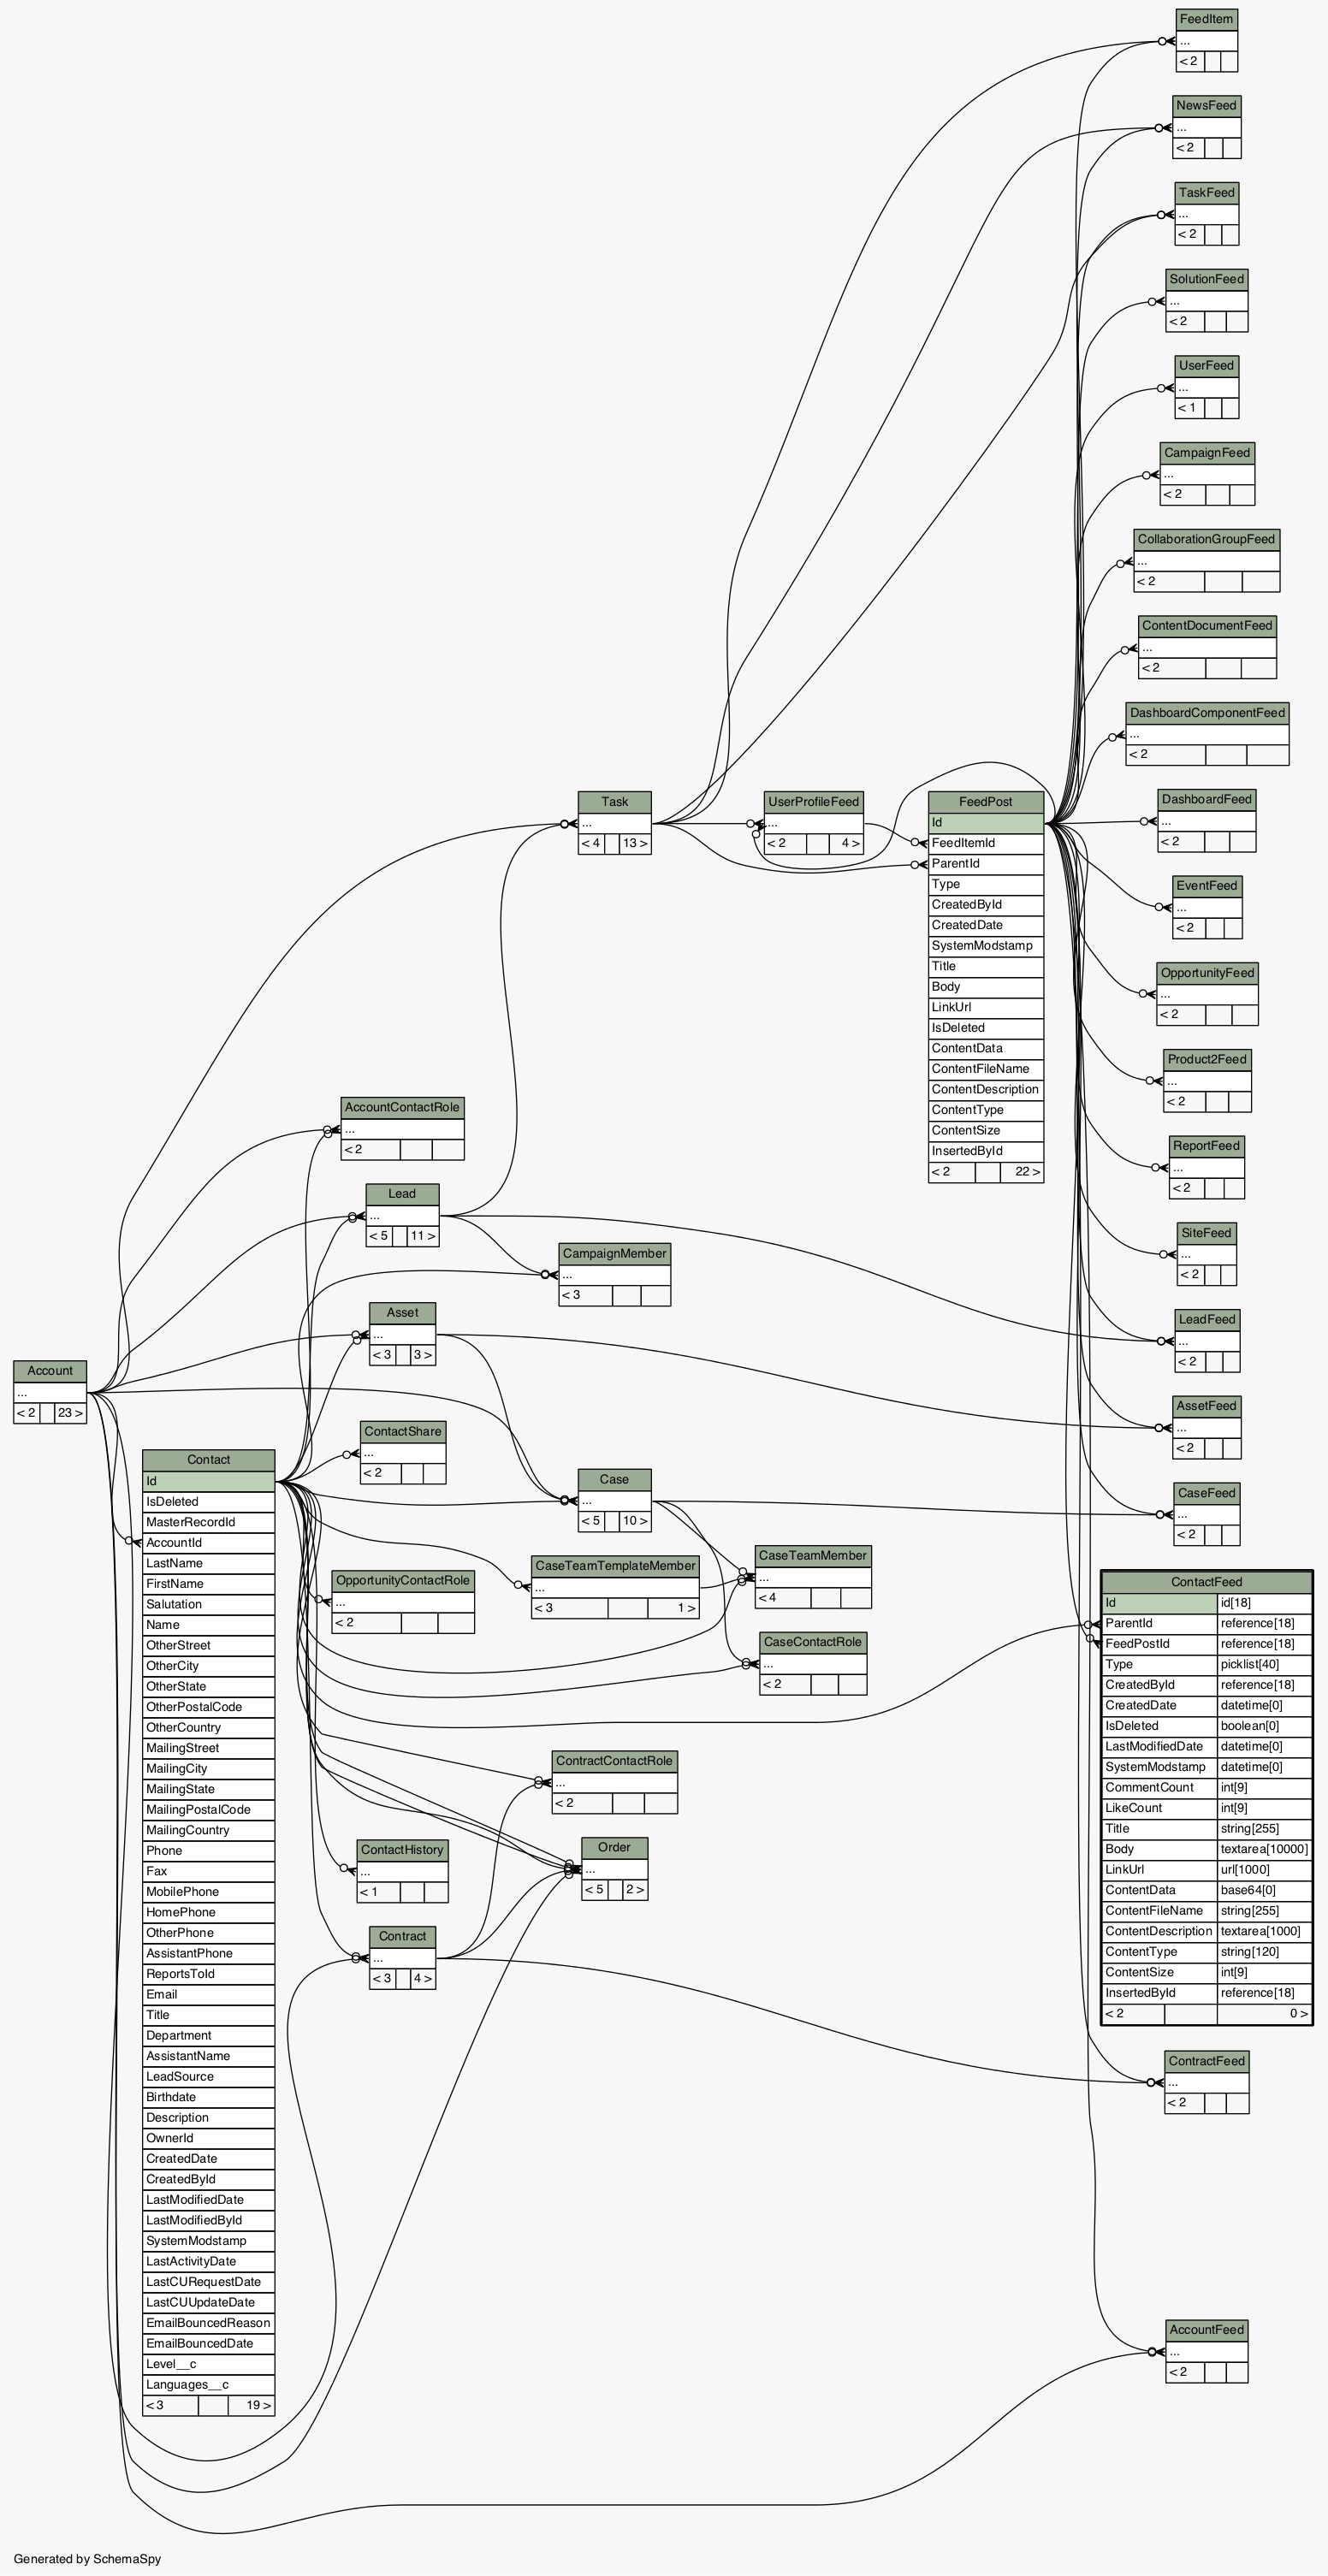 FeedItem
...
< 2
NewsFeed
...
< 2
TaskFeed
...
< 2
SolutionFeed
...
< 2
UserFeed
...
< 1
CampaignFeed
...
< 2
CollaborationGroupFeed
...
< 2
ContentDocumentFeed
...
< 2
DashboardComponentFeed
...
< 2
Task
...
< 4 13 >
UserProfileFeed
...
< 2 4 >
FeedPost
Id
FeedItemId
ParentId
Type
CreatedById
CreatedDate
SystemModstamp
Title
Body
LinkUrl
IsDeleted
ContentData
ContentFileName
ContentDescription
ContentType
ContentSize
InsertedById
< 2 22 >
DashboardFeed
...
< 2
EventFeed
...
< 2
OpportunityFeed
...
< 2
Product2Feed
...
< 2
ReportFeed
...
< 2
SiteFeed
...
< 2
LeadFeed
...
< 2
AssetFeed
...
< 2
CaseFeed
...
< 2
AccountContactRole
...
< 2
Lead
...
< 5 11 >
CampaignMember
...
< 3
Asset
...
< 3 3 >
Account
...
< 2 23 >
ContactShare
...
< 2
Case
...
< 5 10 >
CaseTeamMember
...
< 4
CaseTeamTemplateMember
...
< 3 1 >
OpportunityContactRole
...
< 2
CaseContactRole
...
< 2
Contact
Id
IsDeleted
MasterRecordId
AccountId
LastName
FirstName
Salutation
Name
OtherStreet
OtherCity
OtherState
OtherPostalCode
OtherCountry
MailingStreet
MailingCity
MailingState
MailingPostalCode
MailingCountry
Phone
Fax
MobilePhone
HomePhone
OtherPhone
AssistantPhone
ReportsToId
Email
Title
Department
AssistantName
LeadSource
Birthdate
Description
OwnerId
CreatedDate
CreatedById
LastModifiedDate
LastModifiedById
SystemModstamp
LastActivityDate
LastCURequestDate
LastCUUpdateDate
EmailBouncedReason
EmailBouncedDate
Level__c
Languages__c
< 3 19 >
ContractContactRole
...
< 2
ContactHistory
...
< 1
Order
...
< 5 2 >
Contract
...
< 3 4 >
ContactFeed
Id id[18]
ParentId reference[18]
FeedPostId reference[18]
Type picklist[40]
CreatedById reference[18]
CreatedDate datetime[0]
IsDeleted boolean[0]
LastModifiedDate datetime[0]
SystemModstamp datetime[0]
CommentCount int[9]
LikeCount int[9]
Title string[255]
Body textarea[10000]
LinkUrl url[1000]
ContentData base64[0]
ContentFileName string[255]
ContentDescription textarea[1000]
ContentType string[120]
ContentSize int[9]
InsertedById reference[18]
< 2 0 >
ContractFeed
...
< 2
AccountFeed
...
< 2
Generated by SchemaSpy